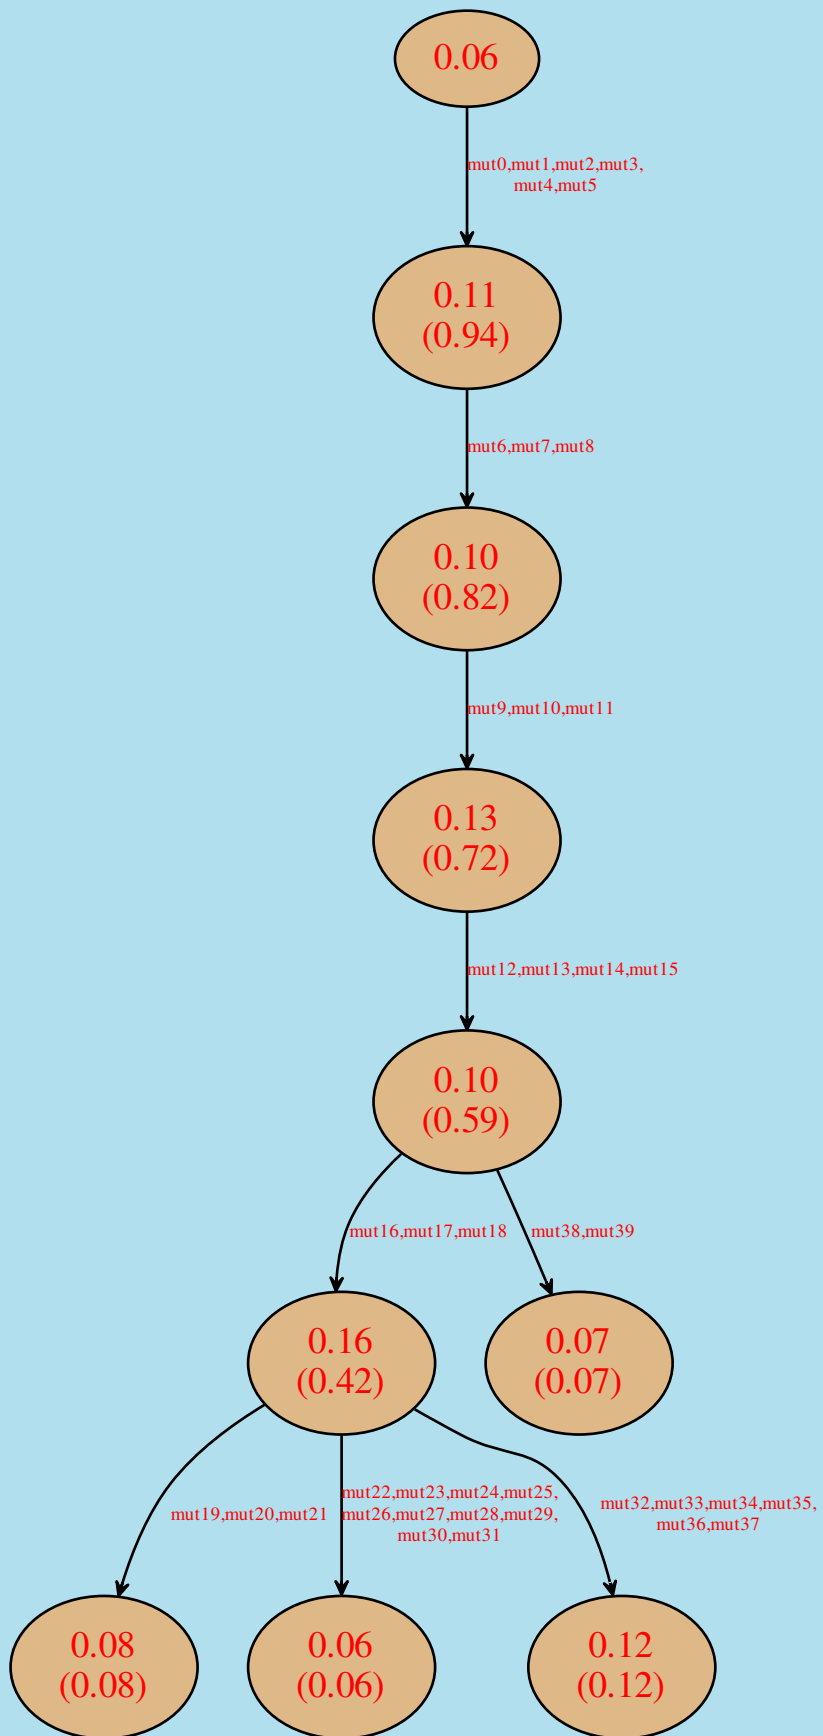 0.06
mut0,mut1,mut2,mut3,
mut4,mut5
0.11
(0.94)
mut6,mut7,mut8
0.10
(0.82)
mut9,mut10,mut11
0.13
(0.72)
mut12,mut13,mut14,mut15
0.10
(0.59)
mut16,mut17,mut18
mut38,mut39
0.16
(0.42)
0.07
(0.07)
mut19,mut20,mut21
mut22,mut23,mut24,mut25,
mut26,mut27,mut28,mut29,
mut30,mut31
mut32,mut33,mut34,mut35,
mut36,mut37
0.08
(0.08)
0.06
(0.06)
0.12
(0.12)